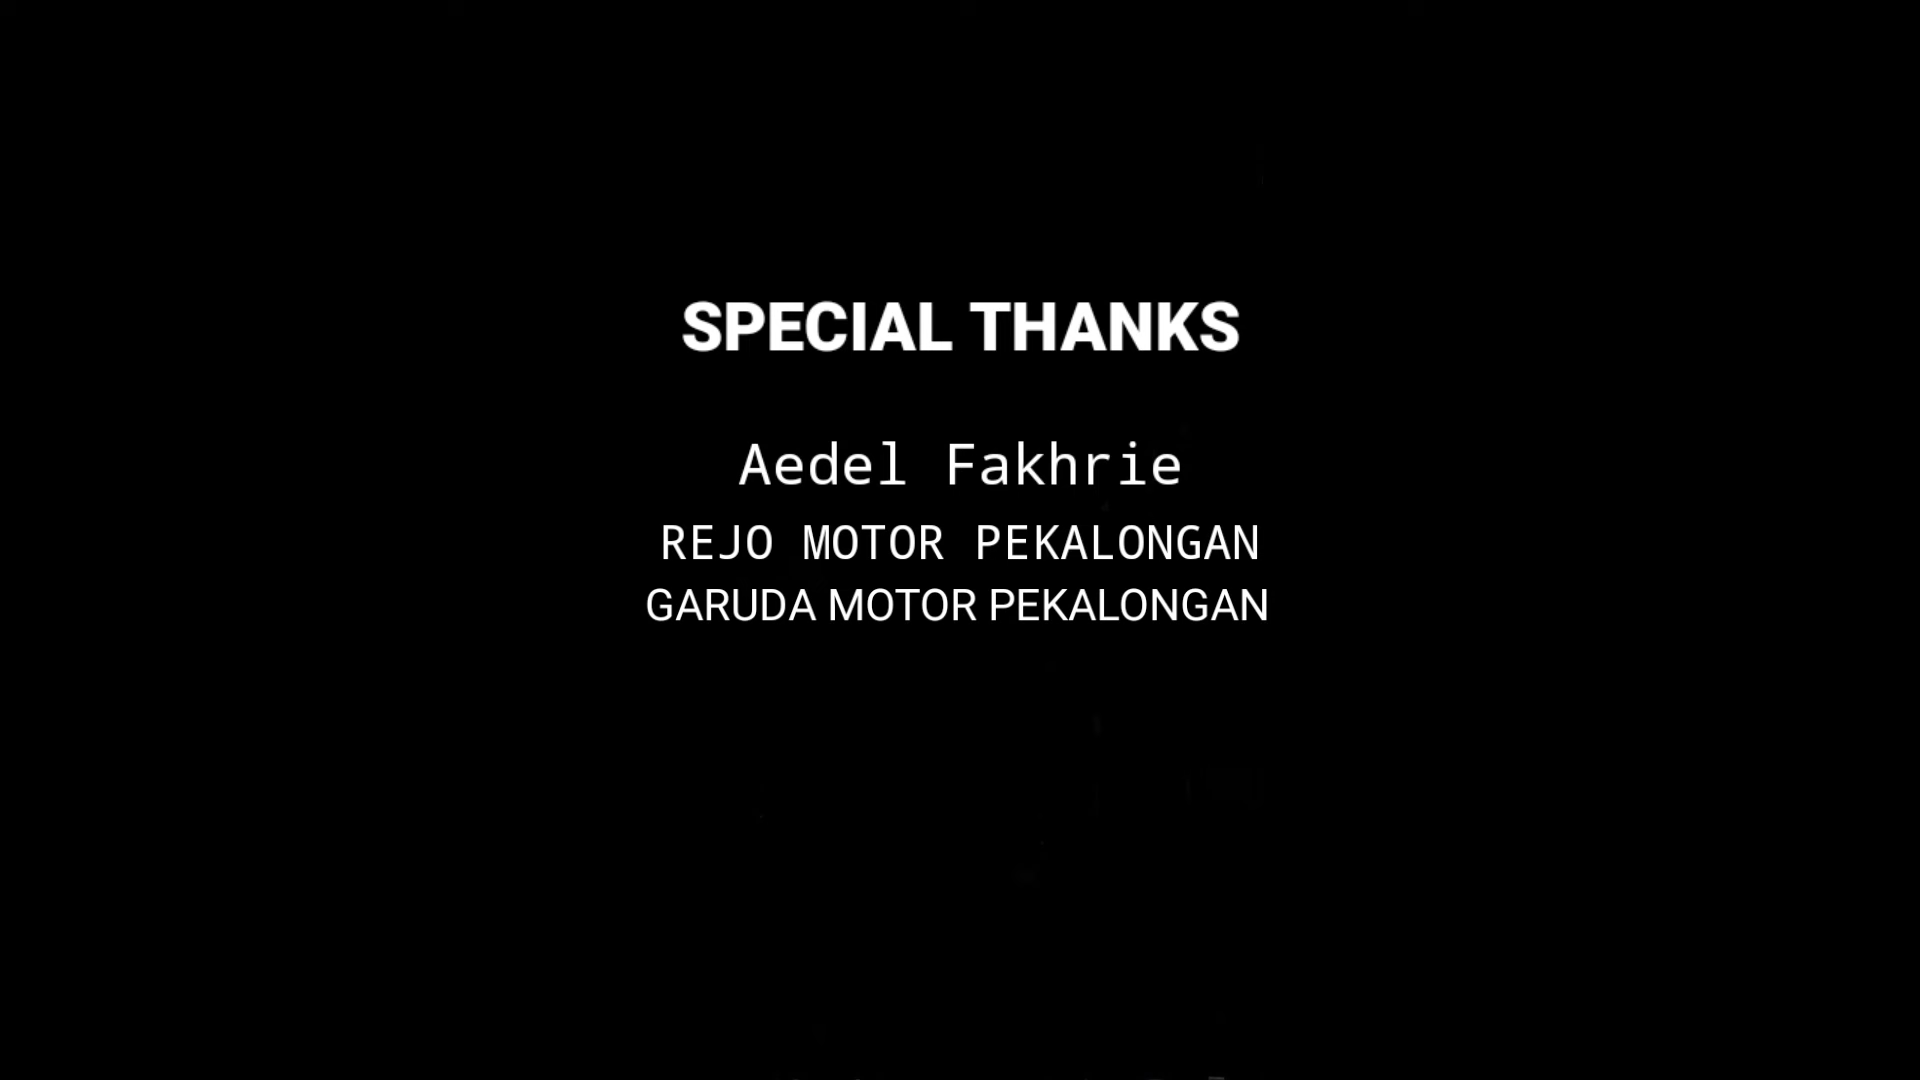 SPECIAL THANKS
Aedel Fakhrie
REJO MOTOR PEKALONGAN
GARUDA MOTOR PEKALONGAN